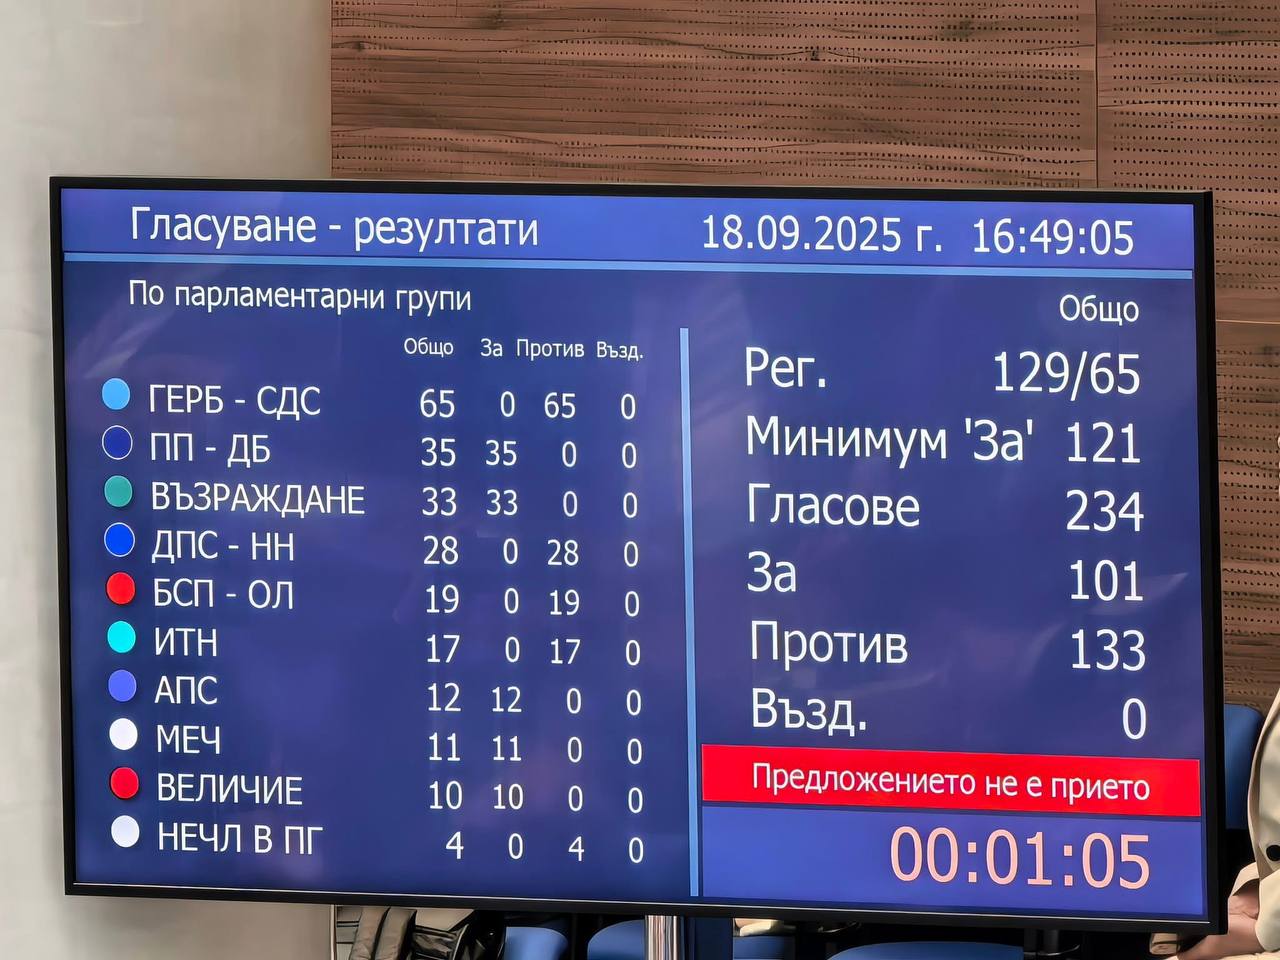 Гласуване - резултати 18.09.2025 г. 16:49:05
По парламентарни групи
Общо За Против Възд.
ГЕРБ - СДС 65 0 65 0
ПП - ДБ 35 35 0 0
ВЪЗРАЖДАНЕ 33 33 0 0
ДПС - НН 28 0 28 0
БСП - ОЛ 19 0 19 0
ИТН 17 0 17 0
АПС 12 12 0 0
МЕЧ 11 11 0 0
ВЕЛИЧИЕ 10 10 0 0
НЕЧЛ В ПГ 4 0 4 0
Общо
Рег. 129/65
Минимум 'За' 121
Гласове 234
За 101
Против 133
Възд. 0
Предложението не е прието
00:01:05